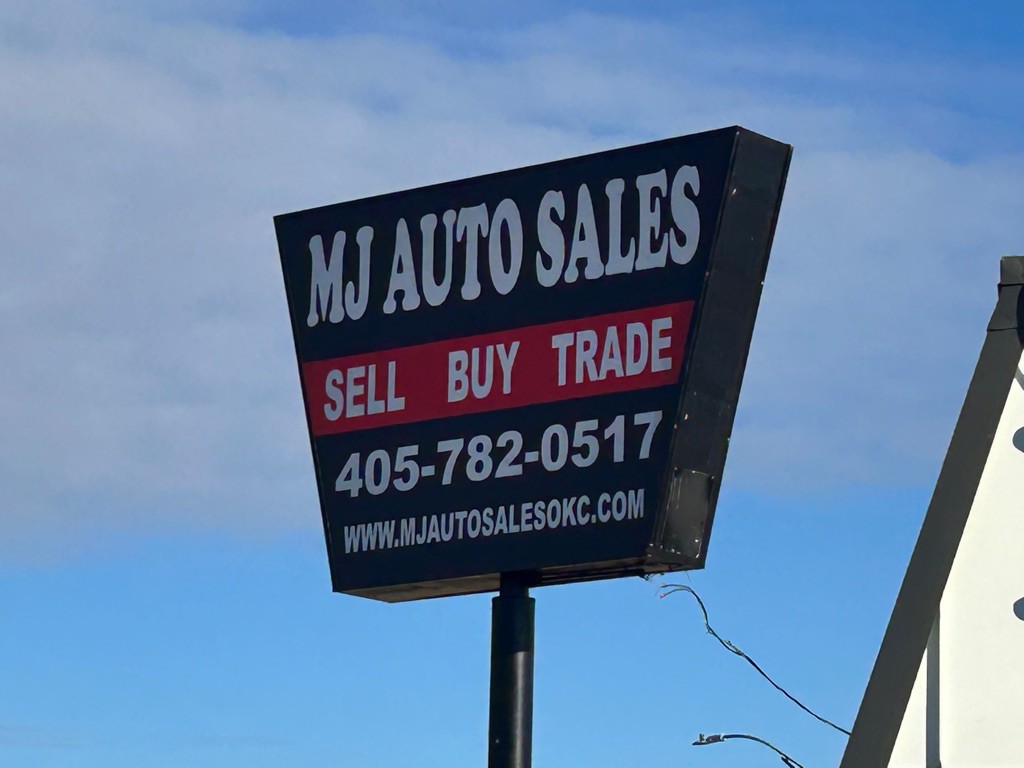 MJ AUTO SALES
SELL BUY TRADE
405-782-0517
WWW.MJAUTOSALESOKC.COM